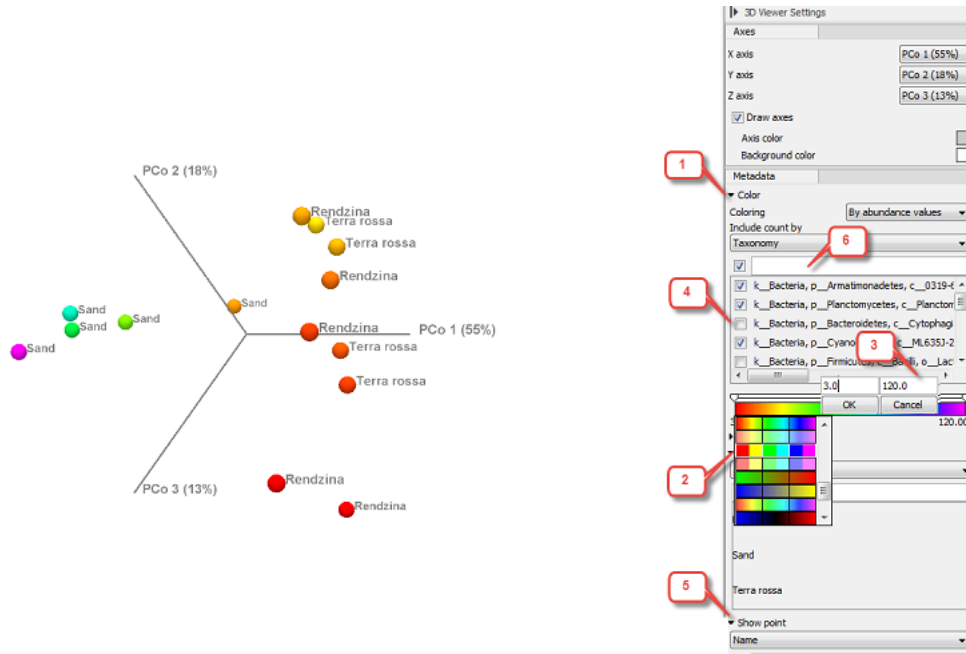 3D Viewer Settings
Axes
X axis PCo 1 (55%)
Y axis PCo 2 (18%)
Z axis PCo 3 (13%)
Draw axes
Axis color
Background color
Metadata
1
Color
Coloring By abundance values
Include count by
Taxonomy
6
k__Bacteria, p__Armatimonadetes, c__0319-6
k__Bacteria, p__Planctomycetes, c__Plancton
4
k__Bacteria, p__Bacteroidetes, c__Cytophagi
k__Bacteria, p__Cyano c__ML635J-2
3
k__Bacteria, p__Firmicutes, c__Bacilli, o__Lac
3.0 120.0
OK Cancel
120.00
2
Sand
Terra rossa
5
Show point
Name
PCo 2 (18%)
Rendzina
Terra rossa
Terra rossa
Rendzina
Sand
Sand
Sand
Sand
Sand
Rendzina
PCo 1 (55%)
Terra rossa
Terra rossa
PCo 3 (13%)
Rendzina
Rendzina